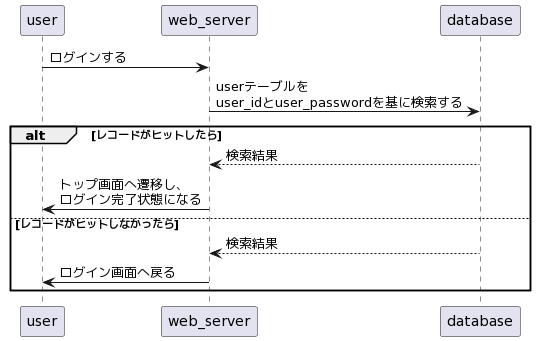 user
web_server
database
ログインする
userテーブルを
user_idとuser_passwordを基に検索する
alt
[レコードがヒットしたら]
検索結果
トップ画面へ遷移し、
ログイン完了状態になる
[レコードがヒットしなかったら]
検索結果
ログイン画面へ戻る
user
web_server
database